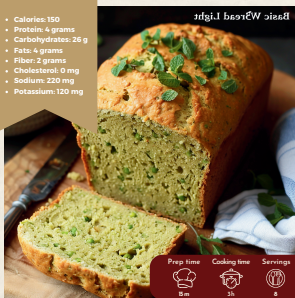 Basic WBread Light
• Calories: 150
• Protein: 4 grams
• Carbohydrates: 26 g
• Fats: 4 grams
• Fiber: 2 grams
• Cholesterol: 0 mg
• Sodium: 220 mg
• Potassium: 120 mg
Prep time Cooking time Servings
15m 3h 8